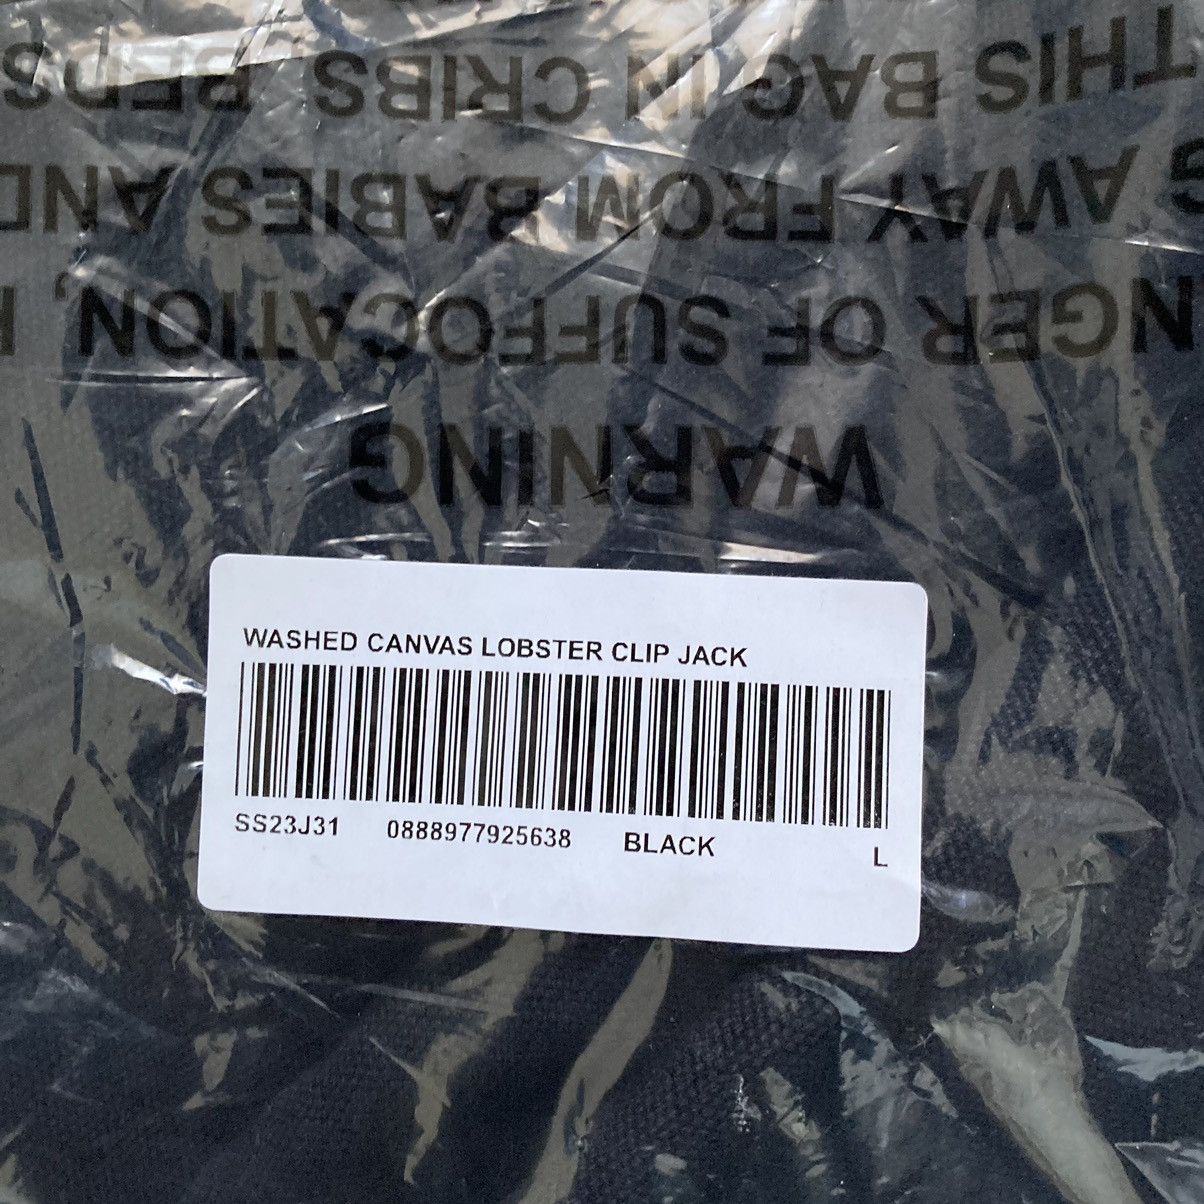 WARNING
NGER OF SUFFOCATION,
G AWAY FROM BABIES AND
THIS BAG IN CRIBS BEDS
WASHED CANVAS LOBSTER CLIP JACK
SS23J31 0888977925638 BLACK L